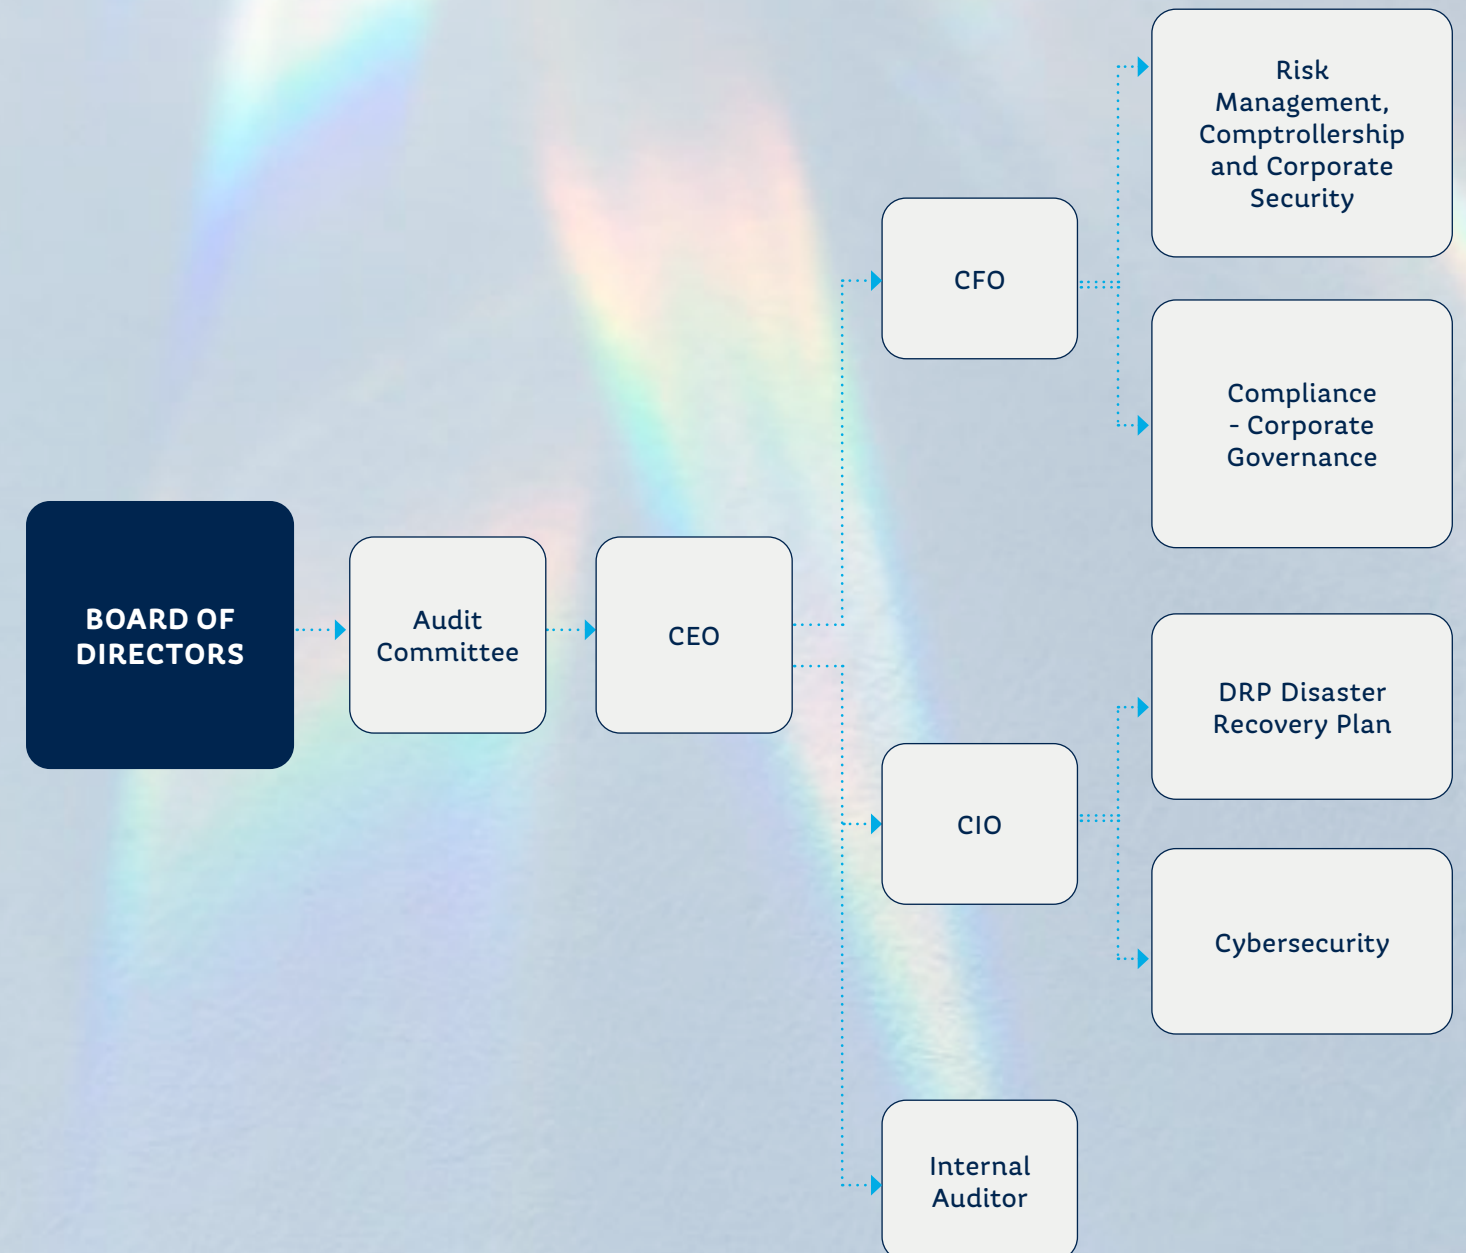 BOARD OF
DIRECTORS
Audit
Committee
CEO
CFO
Risk
Management,
Comptrollership
and Corporate
Security
Compliance
- Corporate
Governance
CIO
DRP Disaster
Recovery Plan
Cybersecurity
Internal
Auditor